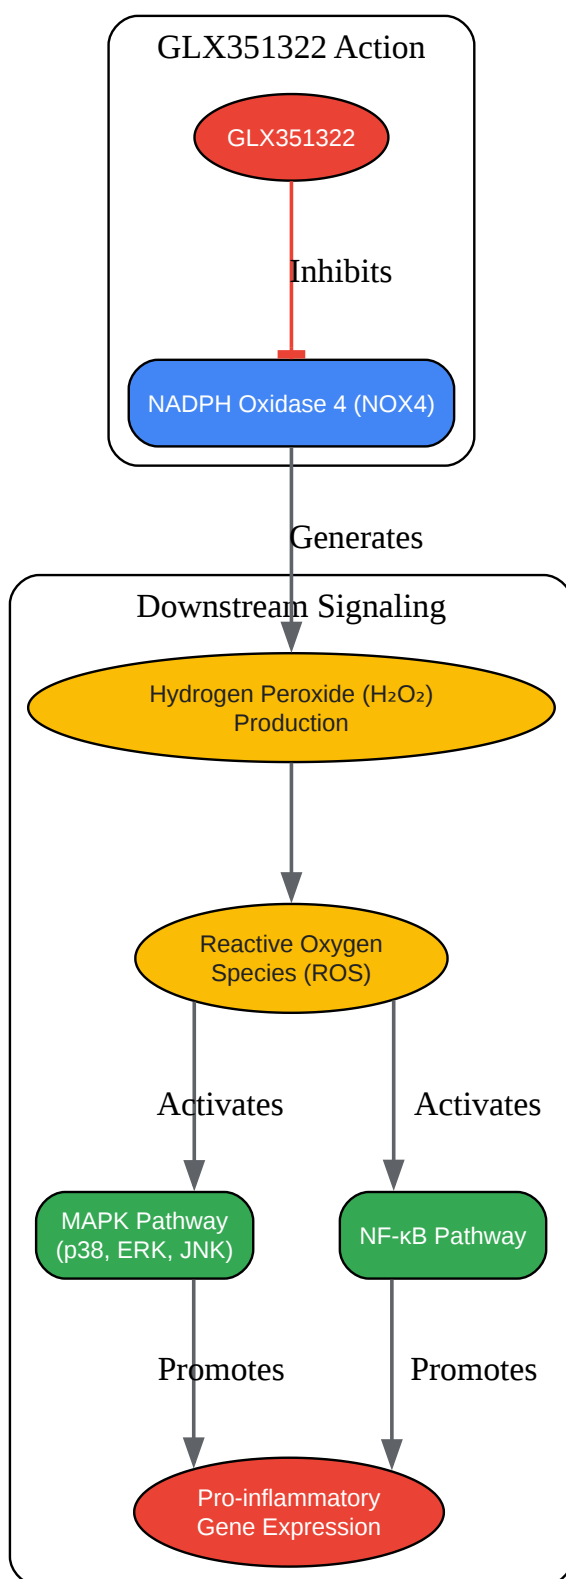 GLX351322 Action
GLX351322
Inhibits
NADPH Oxidase 4 (NOX4)
Generates
Downstream Signaling
Hydrogen Peroxide (H₂O₂)
Production
Reactive Oxygen
Species (ROS)
Activates
Activates
MAPK Pathway
(p38, ERK, JNK)
NF-κB Pathway
Promotes
Promotes
Pro-inflammatory
Gene Expression